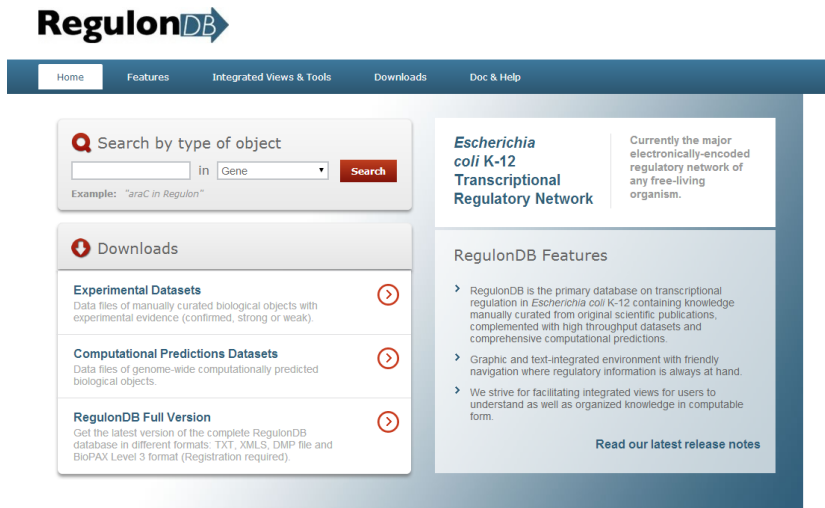 RegulonDB
Home Features Integrated Views & Tools Downloads Doc & Help
Search by type of object
in Gene Search
Example: "araC in Regulon"
Downloads
Experimental Datasets
Data files of manually curated biological objects with
experimental evidence (confirmed, strong or weak).
Computational Predictions Datasets
Data files of genome-wide computationally predicted
biological objects.
RegulonDB Full Version
Get the latest version of the complete RegulonDB
database in different formats: TXT, XMLS, DMP file and
BioPAX Level 3 format (Registration required).
Escherichia
coli K-12
Transcriptional
Regulatory Network
Currently the major
electronically-encoded
regulatory network of
any free-living
organism.
RegulonDB Features
RegulonDB is the primary database on transcriptional
regulation in Escherichia coli K-12 containing knowledge
manually curated from original scientific publications,
complemented with high throughput datasets and
comprehensive computational predictions.
Graphic and text-integrated environment with friendly
navigation where regulatory information is always at hand.
We strive for facilitating integrated views for users to
understand as well as organized knowledge in computable
form.
Read our latest release notes